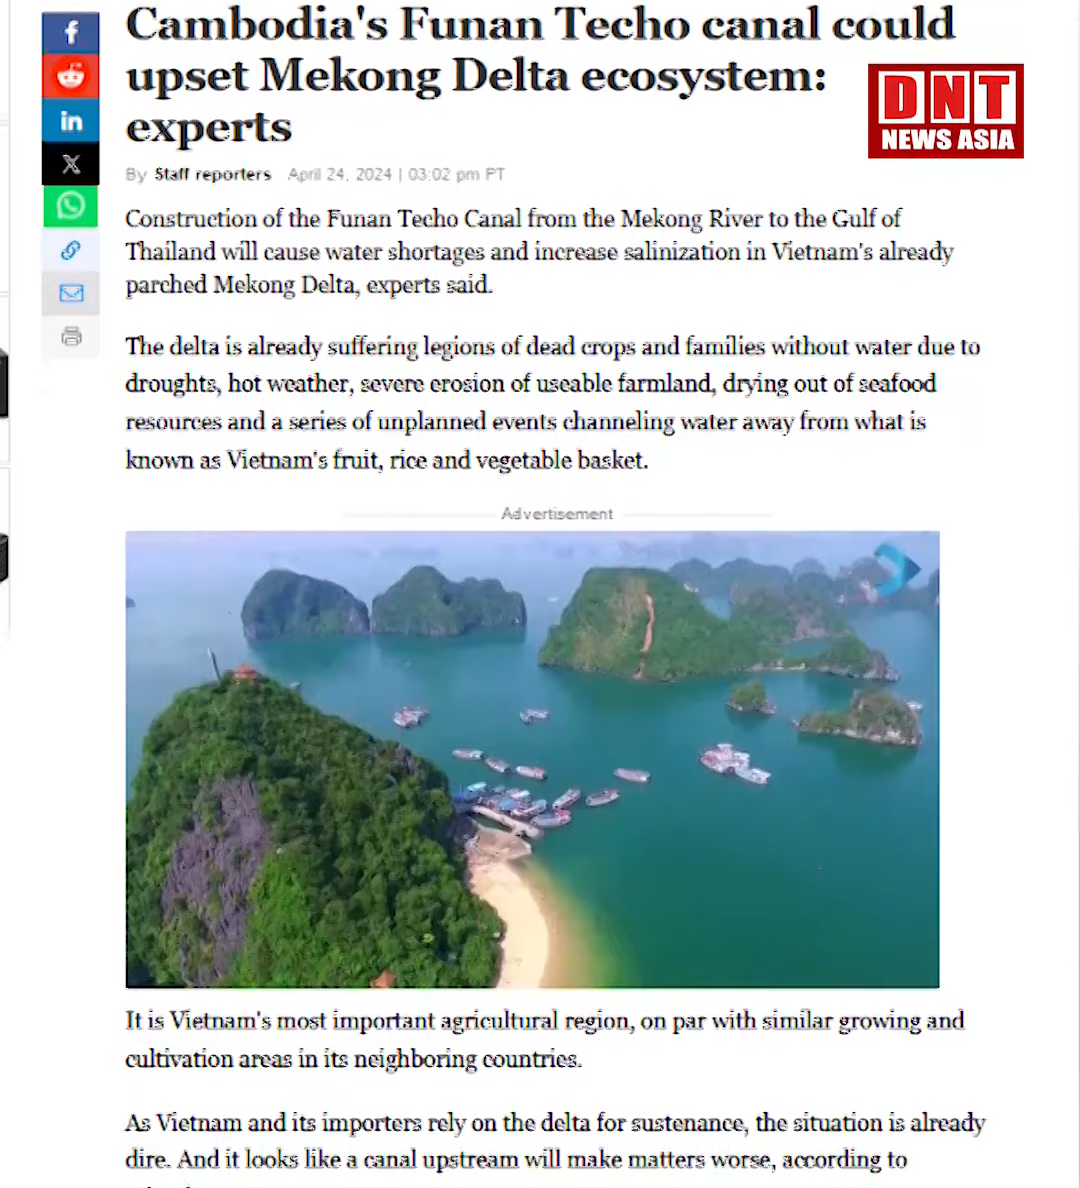 Cambodia's Funan Techo canal could
upset Mekong Delta ecosystem:
experts
DNT
NEWS ASIA
By Staff reporters April 24, 2024 | 03:02 pm PT
Construction of the Funan Techo Canal from the Mekong River to the Gulf of
Thailand will cause water shortages and increase salinization in Vietnam's already
parched Mekong Delta, experts said.
The delta is already suffering legions of dead crops and families without water due to
droughts, hot weather, severe erosion of useable farmland, drying out of seafood
resources and a series of unplanned events channeling water away from what is
known as Vietnam's fruit, rice and vegetable basket.
Advertisement
It is Vietnam's most important agricultural region, on par with similar growing and
cultivation areas in its neighboring countries.
As Vietnam and its importers rely on the delta for sustenance, the situation is already
dire. And it looks like a canal upstream will make matters worse, according to